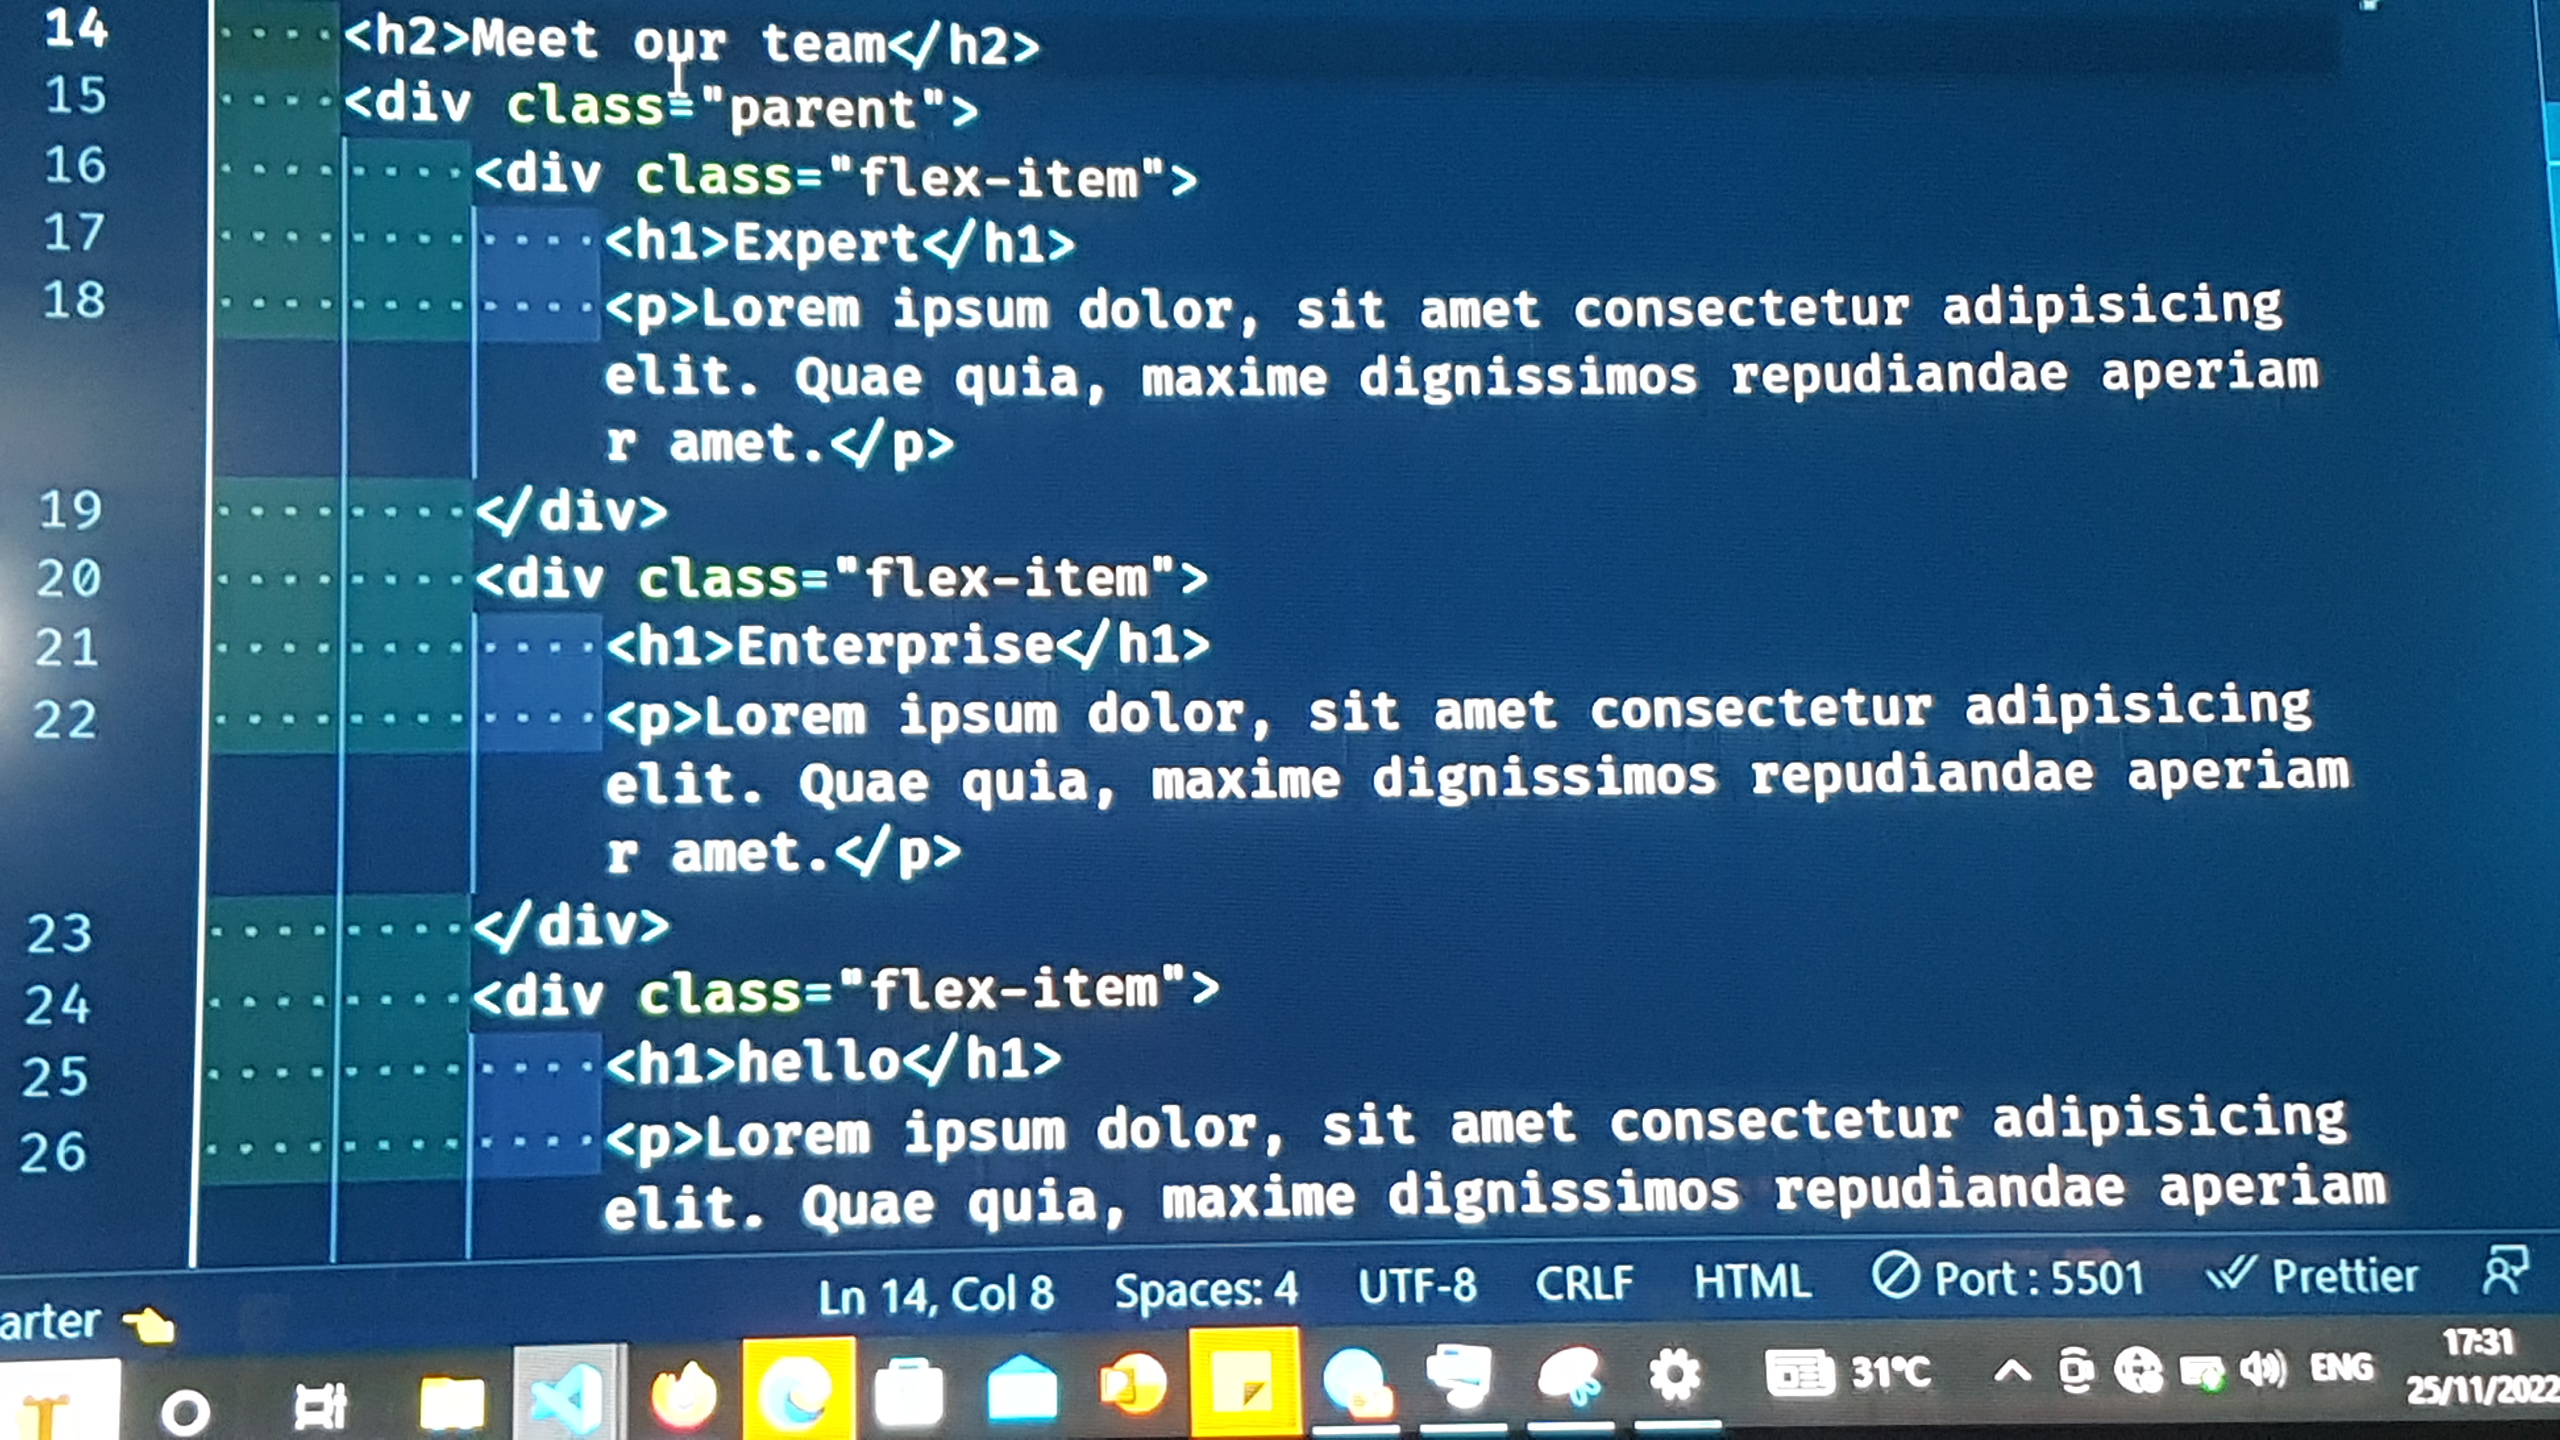 14 <h2>Meet our team</h2>
15 <div class="parent">
16 <div class="flex-item">
17 <h1>Expert</h1>
18 <p>Lorem ipsum dolor, sit amet consectetur adipisicing
elit. Quae quia, maxime dignissimos repudiandae aperiam
r amet.</p>
19 </div>
20 <div class="flex-item">
21 <h1>Enterprise</h1>
22 <p>Lorem ipsum dolor, sit amet consectetur adipisicing
elit. Quae quia, maxime dignissimos repudiandae aperiam
r amet.</p>
23 </div>
24 <div class="flex-item">
25 <h1>hello</h1>
26 <p>Lorem ipsum dolor, sit amet consectetur adipisicing
elit. Quae quia, maxime dignissimos repudiandae aperiam
arter Ln 14, Col 8 Spaces: 4 UTF-8 CRLF HTML Port : 5501 Prettier
31°C ENG 17:31
25/11/2022